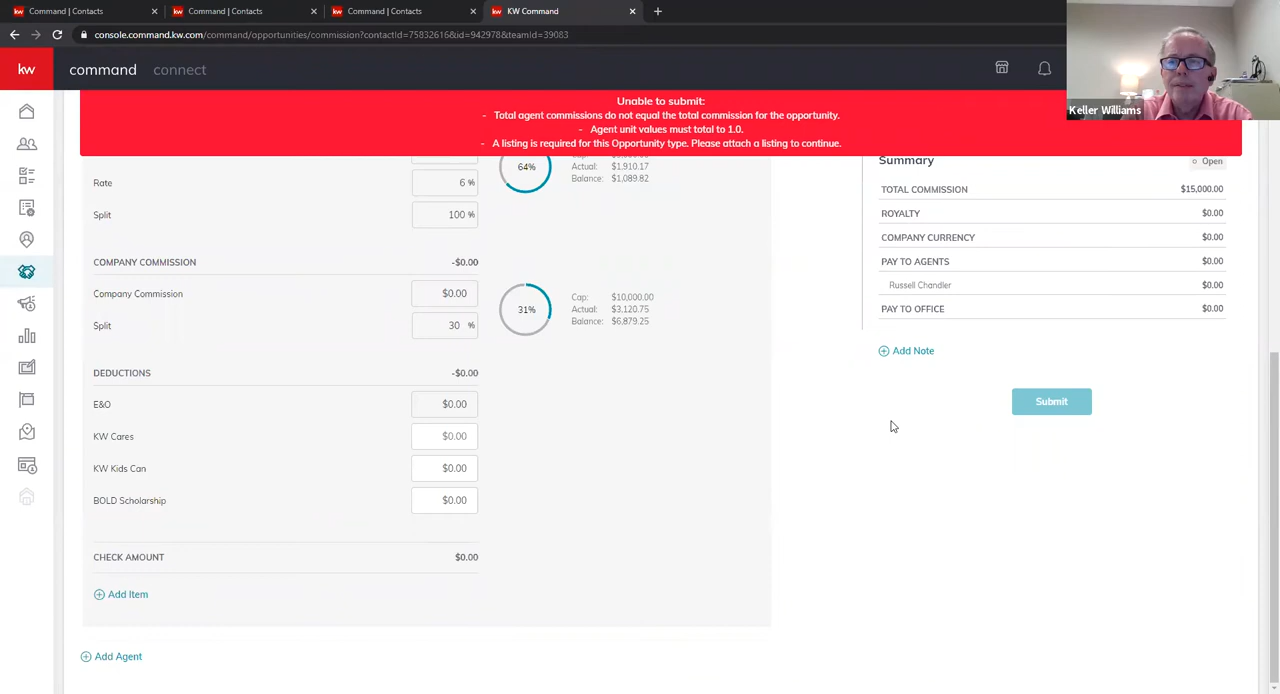 kw Command | Contacts
kw Command | Contacts
kw Command | Contacts
kw KW Command
console.command.kw.com/command/opportunities/commission?contactId=75832616&id=942978&teamId=39083
kw command connect
Keller Williams
Unable to submit:
- Total agent commissions do not equal the total commission for the opportunity.
- Agent unit values must total to 1.0.
- A listing is required for this Opportunity type. Please attach a listing to continue.
64%
Actual: $1,910.17
Balance: $1,089.82
Rate 6 %
Split 100 %
COMPANY COMMISSION -$0.00
Company Commission $0.00
Split 30 %
31%
Cap: $10,000.00
Actual: $3,120.75
Balance: $6,879.25
DEDUCTIONS -$0.00
E&O $0.00
KW Cares $0.00
KW Kids Can $0.00
BOLD Scholarship $0.00
CHECK AMOUNT $0.00
Add Item
Add Agent
Summary Open
TOTAL COMMISSION $15,000.00
ROYALTY $0.00
COMPANY CURRENCY $0.00
PAY TO AGENTS $0.00
Russell Chandler $0.00
PAY TO OFFICE $0.00
Add Note
Submit